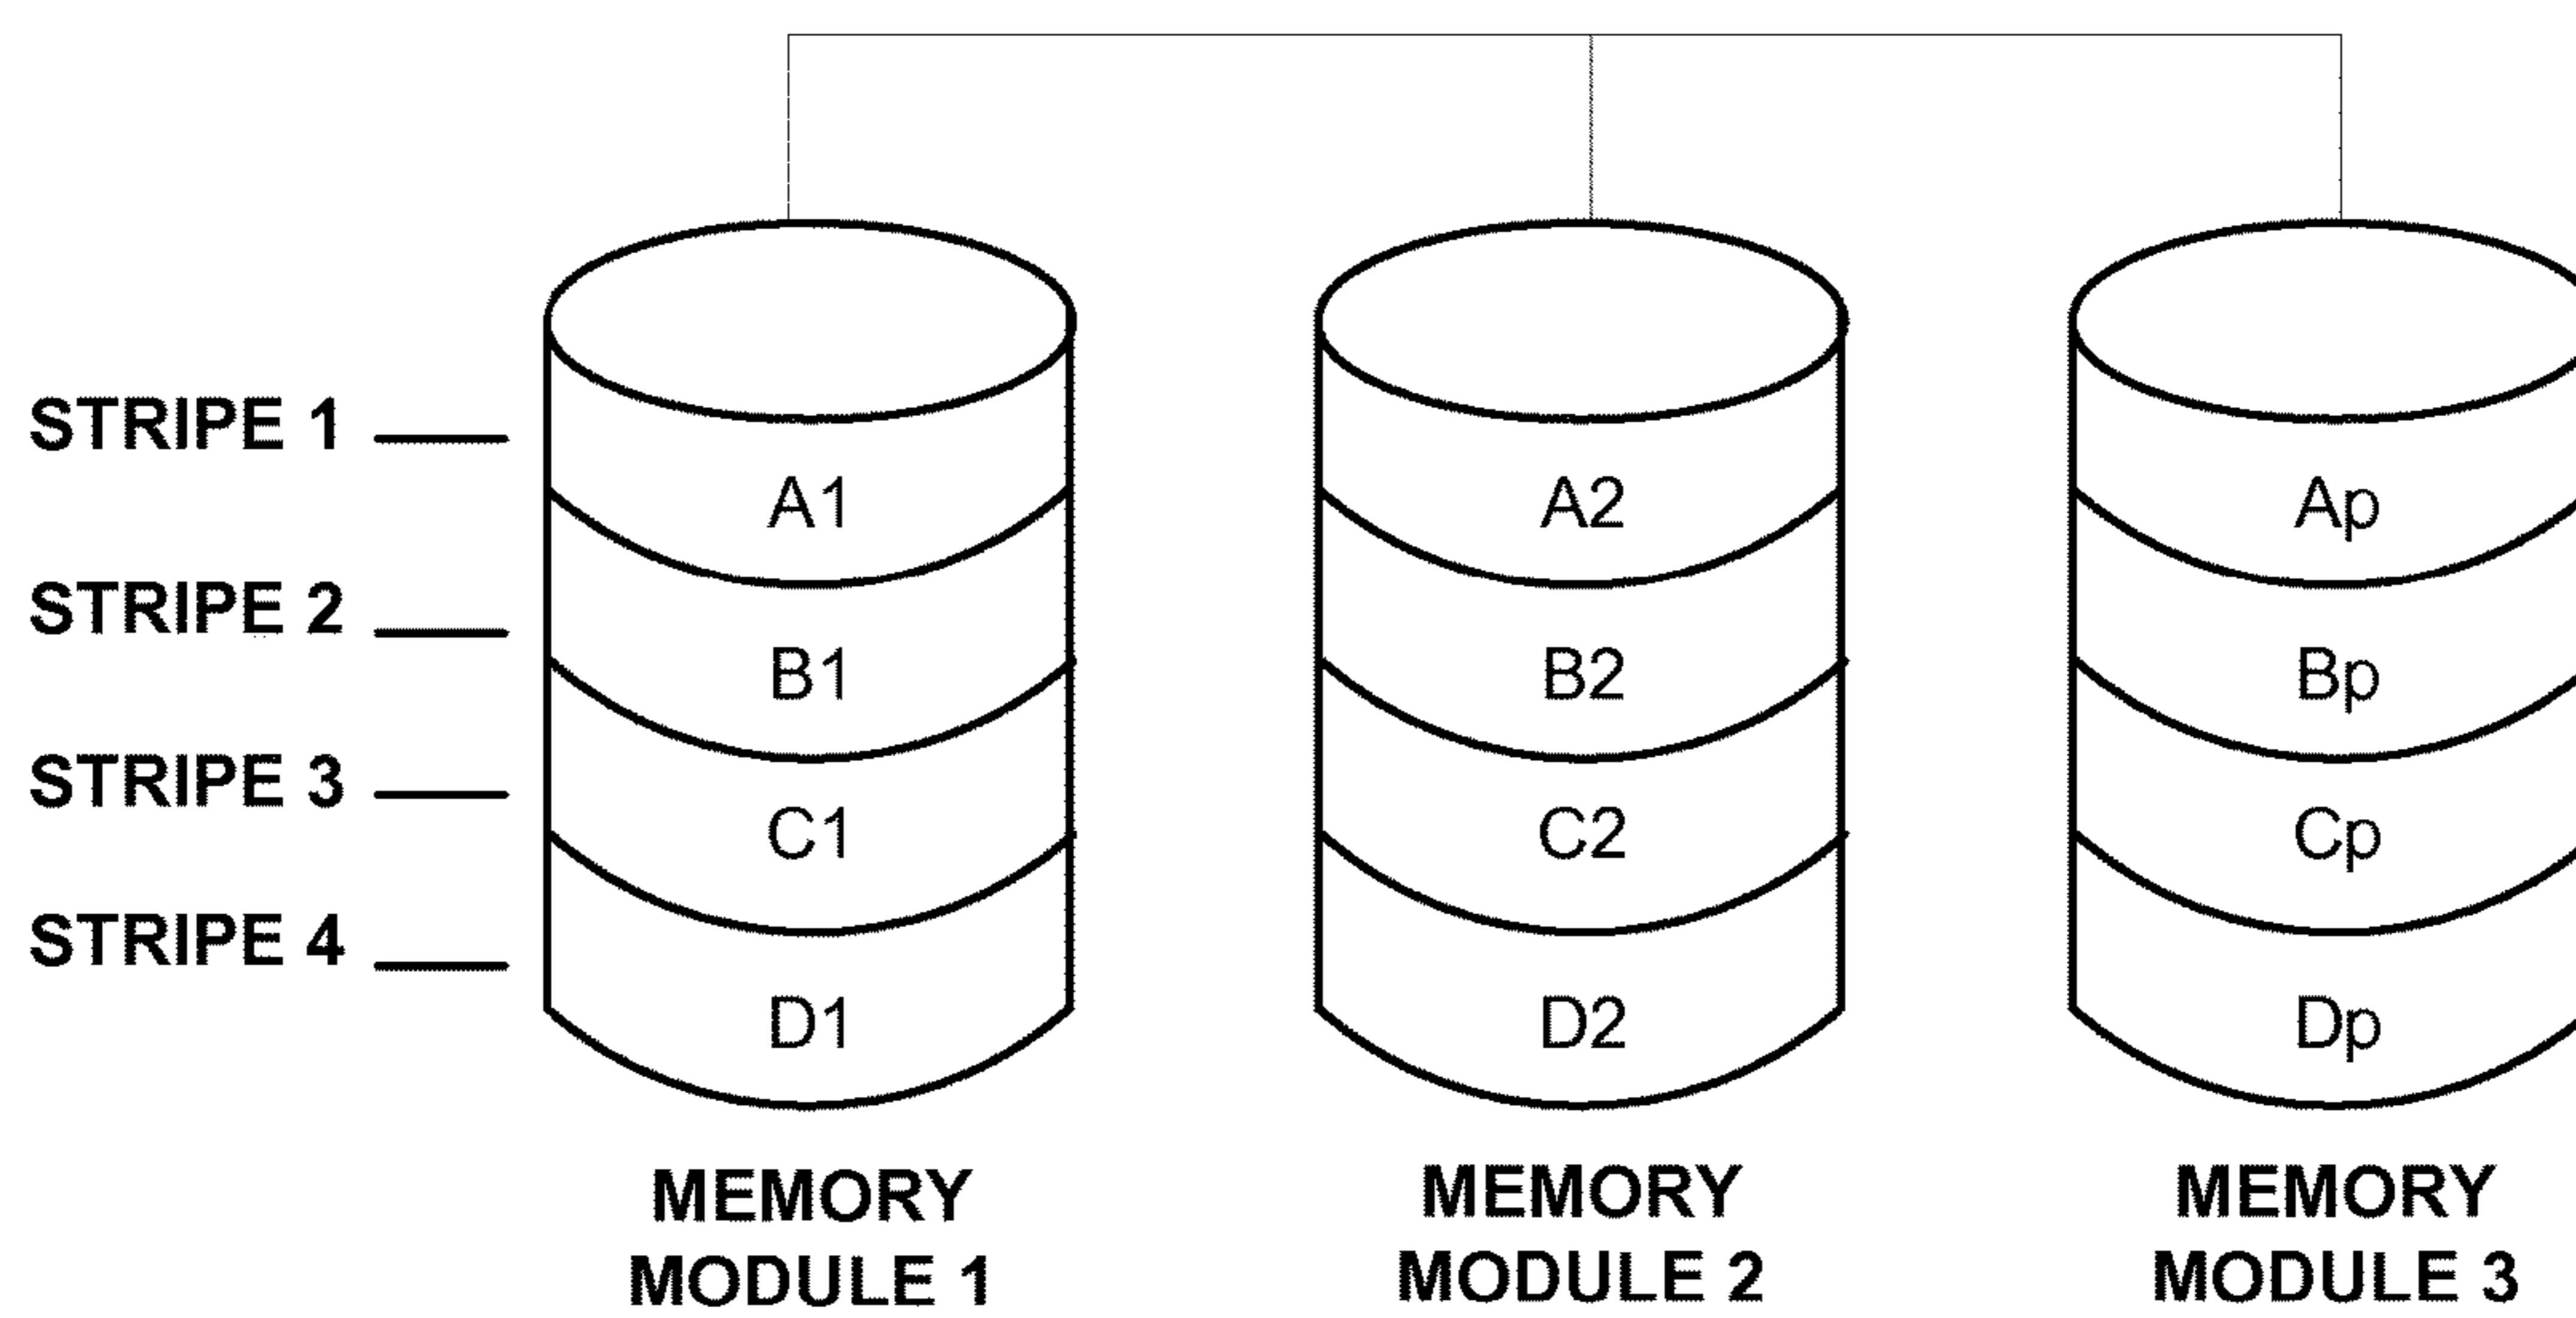 STRIPE 1
A1 A2 Ap
STRIPE 2
B1 B2 Bp
STRIPE 3
C1 C2 Cp
STRIPE 4
D1 D2 Dp
MEMORY
MODULE 1
MEMORY
MODULE 2
MEMORY
MODULE 3